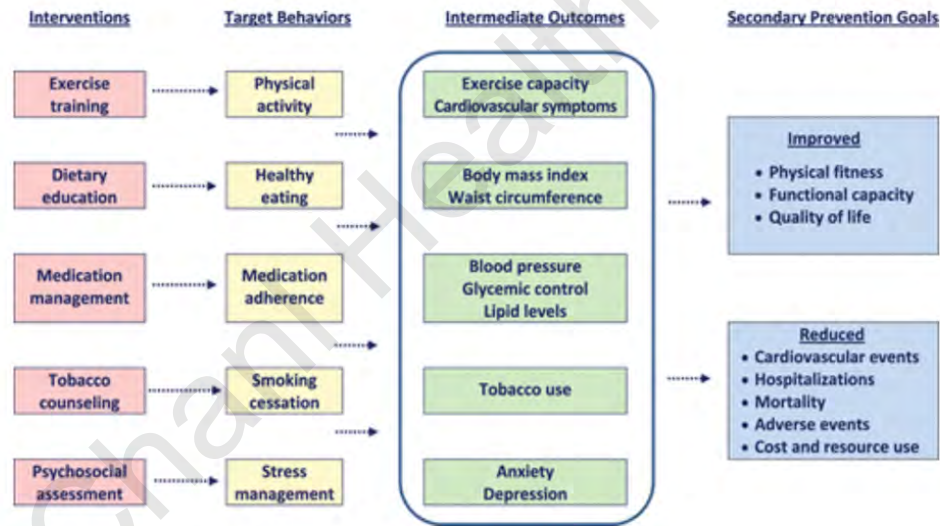 Interventions
Target Behaviors
Intermediate Outcomes
Secondary Prevention Goals
Exercise
training
Physical
activity
Exercise capacity
Cardiovascular symptoms
Dietary
education
Healthy
eating
Body mass index
Waist circumference
Medication
management
Medication
adherence
Blood pressure
Glycemic control
Lipid levels
Tobacco
counseling
Smoking
cessation
Tobacco use
Psychosocial
assessment
Stress
management
Anxiety
Depression
Improved
• Physical fitness
• Functional capacity
• Quality of life
Reduced
• Cardiovascular events
• Hospitalizations
• Mortality
• Adverse events
• Cost and resource use